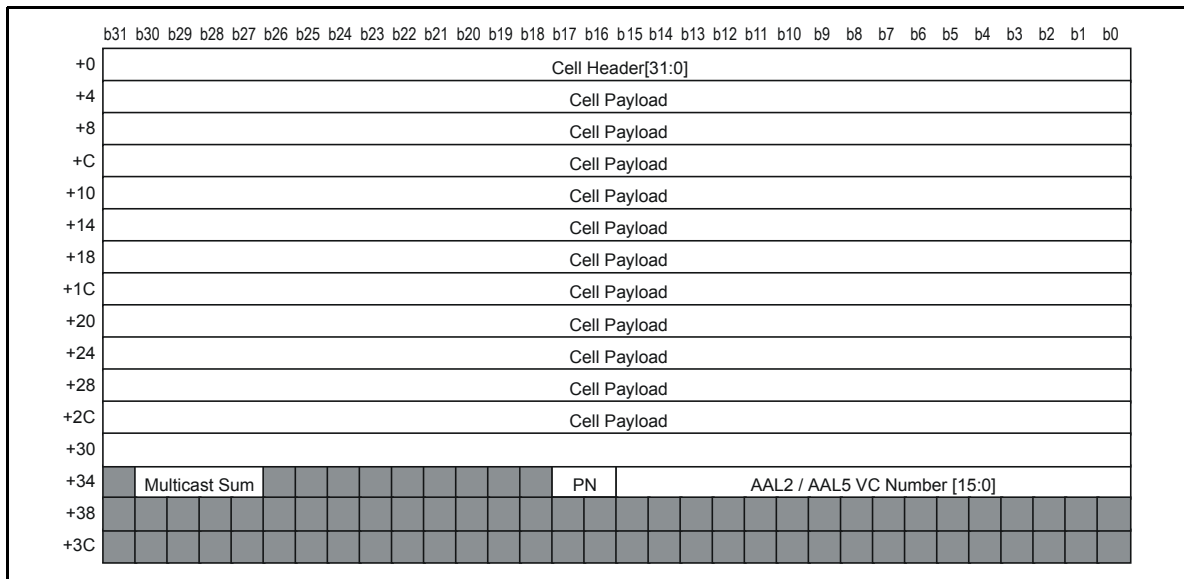 b31 b30 b29 b28 b27 b26 b25 b24 b23 b22 b21 b20 b19 b18 b17 b16 b15 b14 b13 b12 b11 b10 b9 b8 b7 b6 b5 b4 b3 b2 b1 b0
+0 Cell Header[31:0]
+4 Cell Payload
+8 Cell Payload
+C Cell Payload
+10 Cell Payload
+14 Cell Payload
+18 Cell Payload
+1C Cell Payload
+20 Cell Payload
+24 Cell Payload
+28 Cell Payload
+2C Cell Payload
+30
+34 Multicast Sum PN AAL2 / AAL5 VC Number [15:0]
+38
+3C